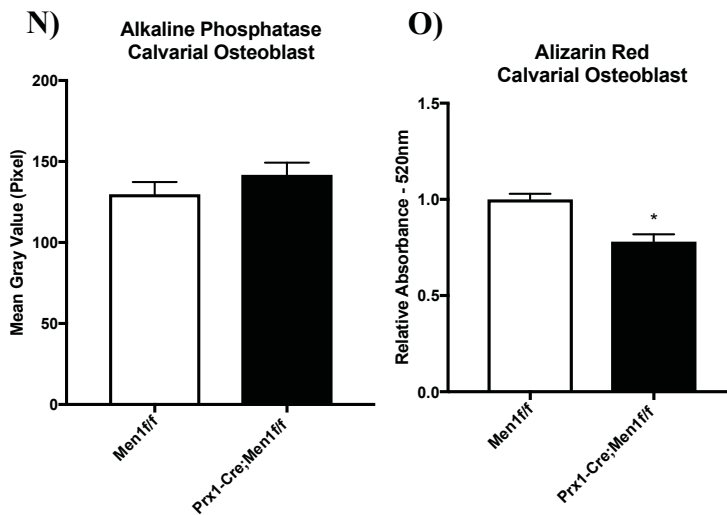 N)
Alkaline Phosphatase
Calvarial Osteoblast
200
150
100
50
0
Mean Gray Value (Pixel)
Men1f/f
Prx1-Cre;Men1f/f
O)
Alizarin Red
Calvarial Osteoblast
1.5
1.0
0.5
0.0
Relative Absorbance - 520nm
*
Men1f/f
Prx1-Cre;Men1f/f